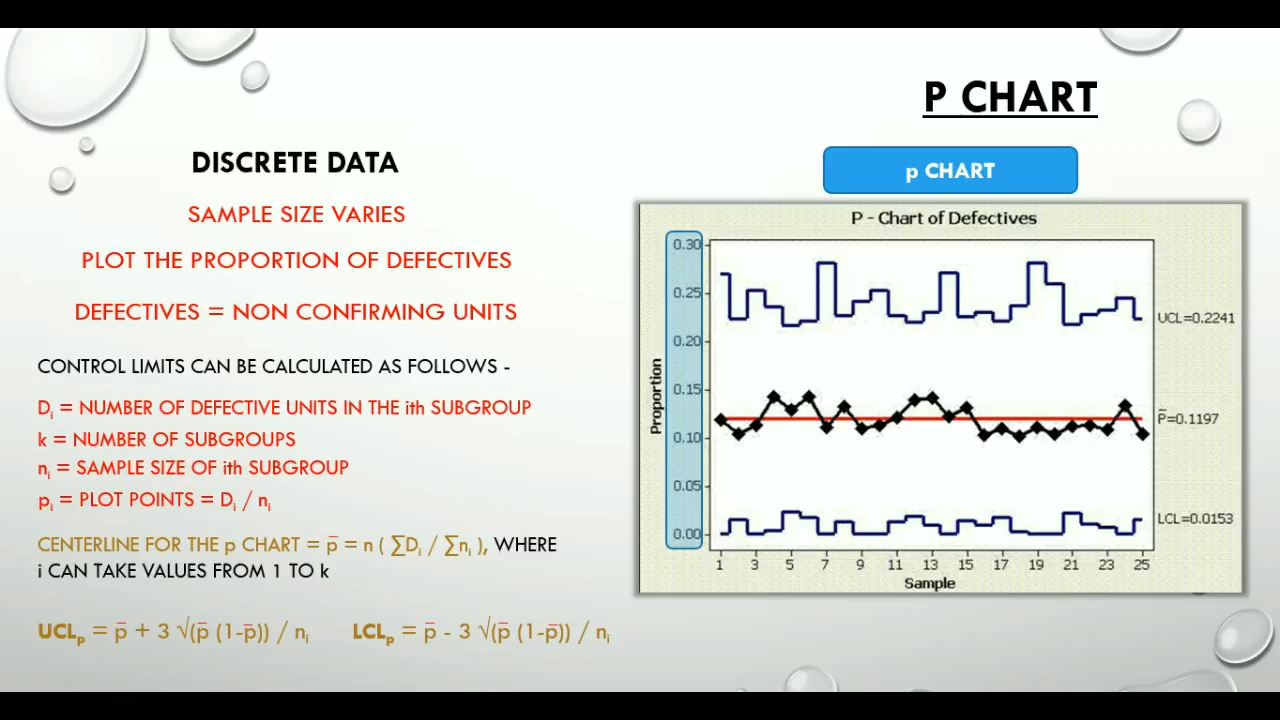 P CHART
DISCRETE DATA
SAMPLE SIZE VARIES
PLOT THE PROPORTION OF DEFECTIVES
DEFECTIVES = NON CONFIRMING UNITS
CONTROL LIMITS CAN BE CALCULATED AS FOLLOWS -
Dᵢ = NUMBER OF DEFECTIVE UNITS IN THE ith SUBGROUP
k = NUMBER OF SUBGROUPS
nᵢ = SAMPLE SIZE OF ith SUBGROUP
pᵢ = PLOT POINTS = Dᵢ / nᵢ
CENTERLINE FOR THE p CHART = p̄ = n ( ∑Dᵢ / ∑nᵢ ), WHERE
i CAN TAKE VALUES FROM 1 TO k
UCLₚ = p̄ + 3 √(p̄ (1-p̄)) / nᵢ LCLₚ = p̄ - 3 √(p̄ (1-p̄)) / nᵢ
p CHART
P - Chart of Defectives
Proportion
0.30
0.25
0.20
0.15
0.10
0.05
0.00
UCL=0.2241
P̄=0.1197
LCL=0.0153
1 3 5 7 9 11 13 15 17 19 21 23 25
Sample